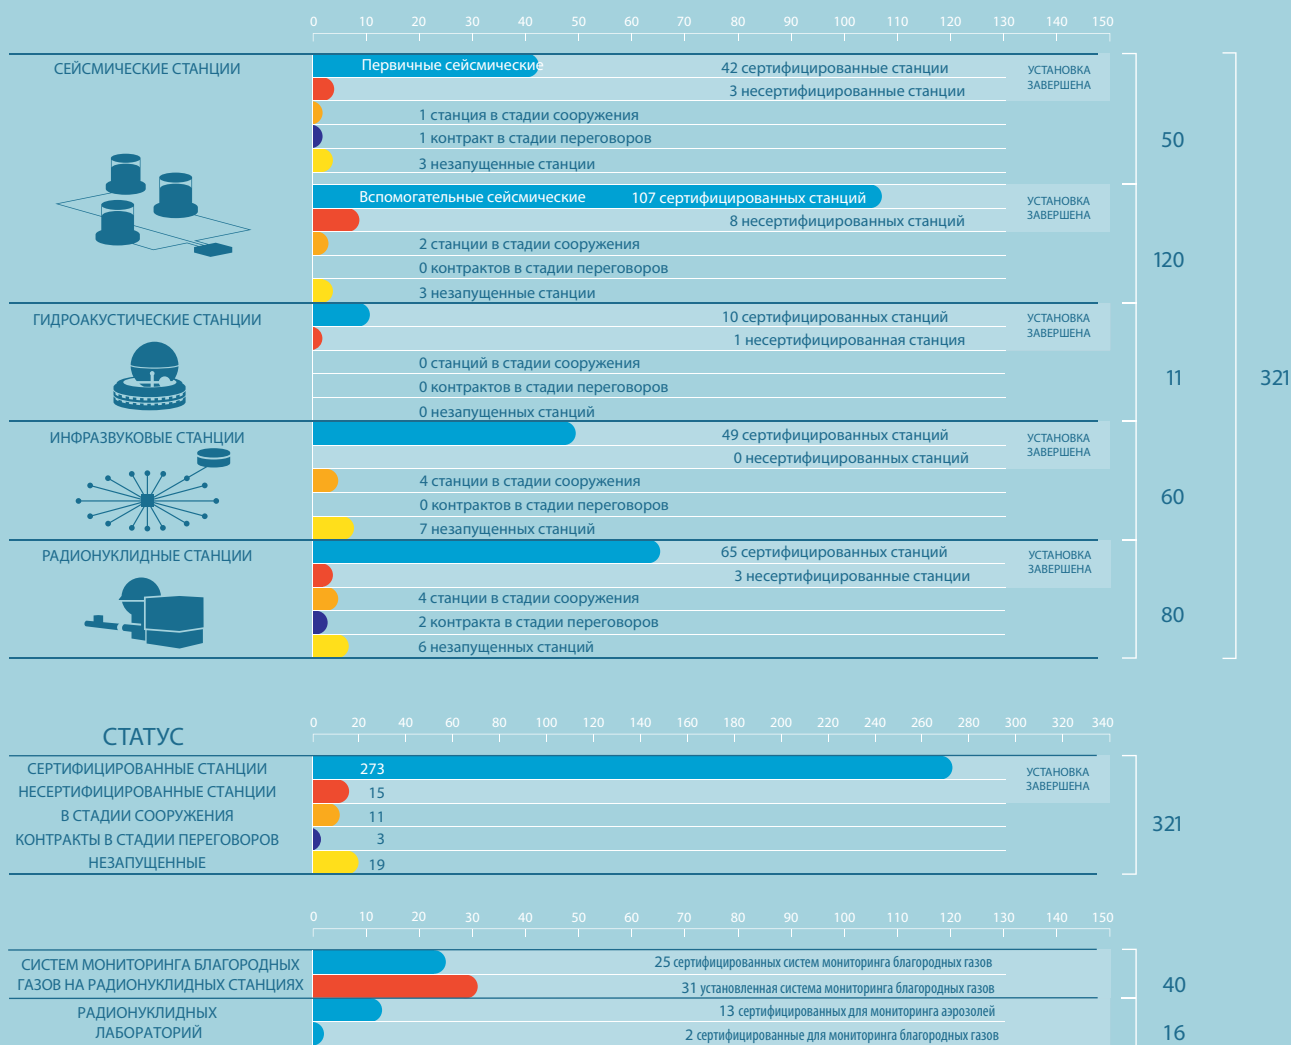 0 10 20 30 40 50 60 70 80 90 100 110 120 130 140 150
СЕЙСМИЧЕСКИЕ СТАНЦИИ
Первичные сейсмические 42 сертифицированные станции
3 несертифицированные станции
УСТАНОВКА
ЗАВЕРШЕНА
1 станция в стадии сооружения
1 контракт в стадии переговоров
3 незапущенные станции
50
Вспомогательные сейсмические 107 сертифицированных станций
8 несертифицированных станций
УСТАНОВКА
ЗАВЕРШЕНА
2 станции в стадии сооружения
0 контрактов в стадии переговоров
3 незапущенные станции
120
ГИДРОАКУСТИЧЕСКИЕ СТАНЦИИ
10 сертифицированных станций
1 несертифицированная станция
УСТАНОВКА
ЗАВЕРШЕНА
0 станций в стадии сооружения
0 контрактов в стадии переговоров
0 незапущенных станций
11
321
ИНФРАЗВУКОВЫЕ СТАНЦИИ
49 сертифицированных станций
0 несертифицированных станций
УСТАНОВКА
ЗАВЕРШЕНА
4 станции в стадии сооружения
0 контрактов в стадии переговоров
7 незапущенных станций
60
РАДИОНУКЛИДНЫЕ СТАНЦИИ
65 сертифицированных станций
3 несертифицированные станции
УСТАНОВКА
ЗАВЕРШЕНА
4 станции в стадии сооружения
2 контракта в стадии переговоров
6 незапущенных станций
80
СТАТУС
0 20 40 60 80 100 120 140 160 180 200 220 240 260 280 300 320 340
СЕРТИФИЦИРОВАННЫЕ СТАНЦИИ 273
НЕСЕРТИФИЦИРОВАННЫЕ СТАНЦИИ 15
УСТАНОВКА
ЗАВЕРШЕНА
В СТАДИИ СООРУЖЕНИЯ 11
КОНТРАКТЫ В СТАДИИ ПЕРЕГОВОРОВ 3
НЕЗАПУЩЕННЫЕ 19
321
0 10 20 30 40 50 60 70 80 90 100 110 120 130 140 150
СИСТЕМ МОНИТОРИНГА БЛАГОРОДНЫХ
ГАЗОВ НА РАДИОНУКЛИДНЫХ СТАНЦИЯХ
25 сертифицированных систем мониторинга благородных газов
31 установленная система мониторинга благородных газов
40
РАДИОНУКЛИДНЫХ
ЛАБОРАТОРИЙ
13 сертифицированных для мониторинга аэрозолей
2 сертифицированные для мониторинга благородных газов
16